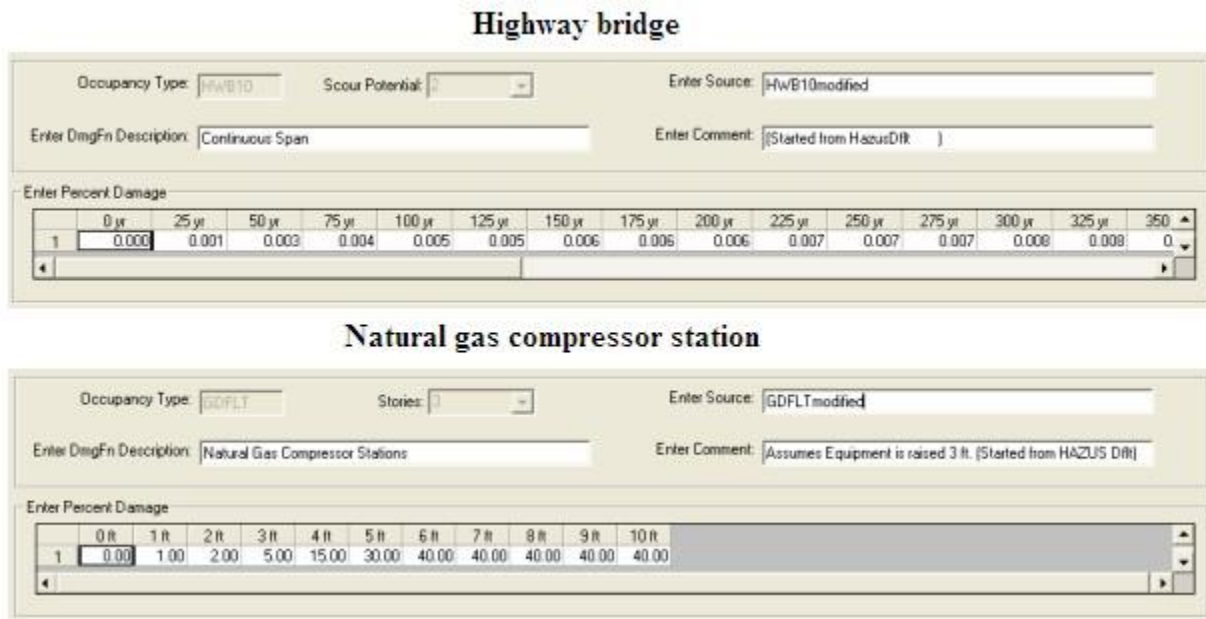 Highway bridge
Occupancy Type: HWB10 Scour Potential: 2 Enter Source: HWB10modified
Enter DmgFn Description: Continuous Span Enter Comment: (Started from HazusDflt )
Enter Percent Damage
0 yr 25 yr 50 yr 75 yr 100 yr 125 yr 150 yr 175 yr 200 yr 225 yr 250 yr 275 yr 300 yr 325 yr 350
1 0.000 0.001 0.003 0.004 0.005 0.005 0.006 0.006 0.006 0.007 0.007 0.007 0.008 0.008 0.
Natural gas compressor station
Occupancy Type: GDFLT Stories: 3 Enter Source: GDFLTmodified
Enter DmgFn Description: Natural Gas Compressor Stations Enter Comment: Assumes Equipment is raised 3 ft. (Started from HAZUS Dflt)
Enter Percent Damage
0 ft 1 ft 2 ft 3 ft 4 ft 5 ft 6 ft 7 ft 8 ft 9 ft 10 ft
1 0.00 1.00 2.00 5.00 15.00 30.00 40.00 40.00 40.00 40.00 40.00